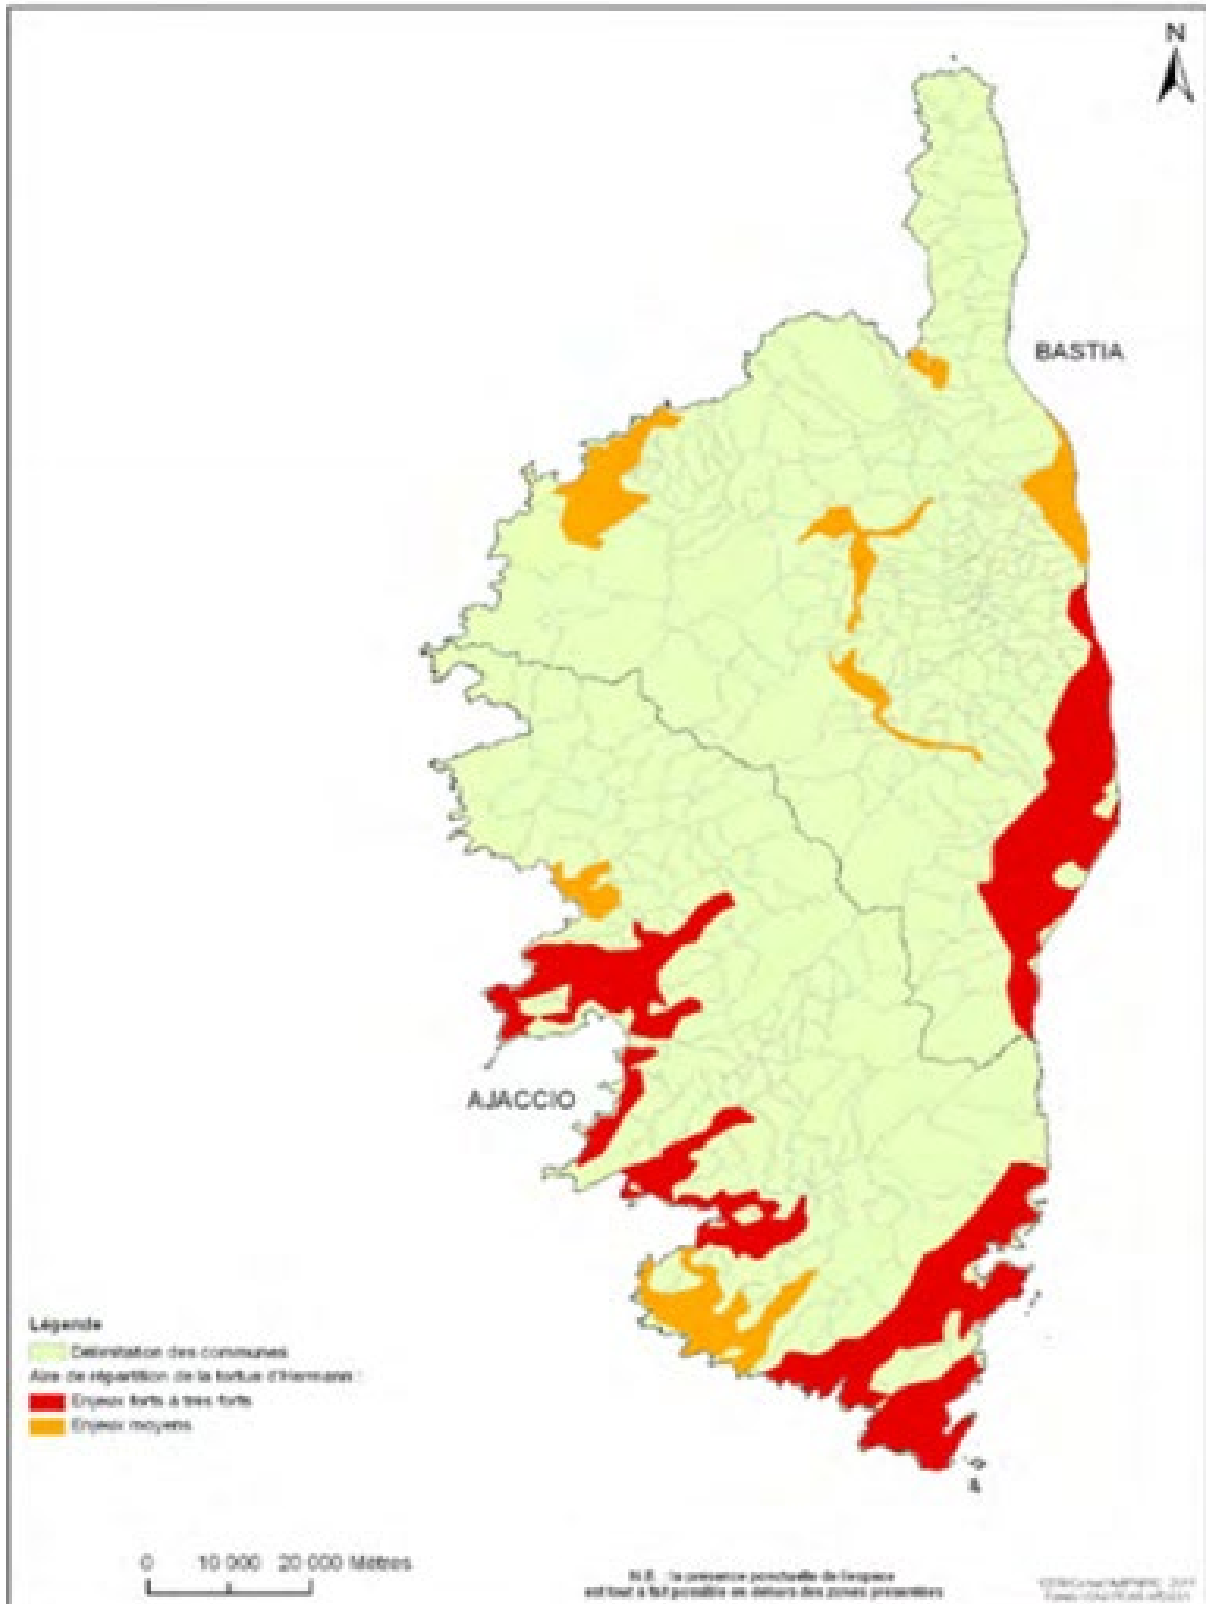 N
BASTIA
AJACCIO
Légende
Délimitation des communes
Aire de répartition de la tortue d'Hermann :
Enjeux forts à très forts
Enjeux moyens
0 10 000 20 000 Mètres
N.B. : la présence ponctuelle de l'espèce
est tout à fait possible en dehors des zones présentées